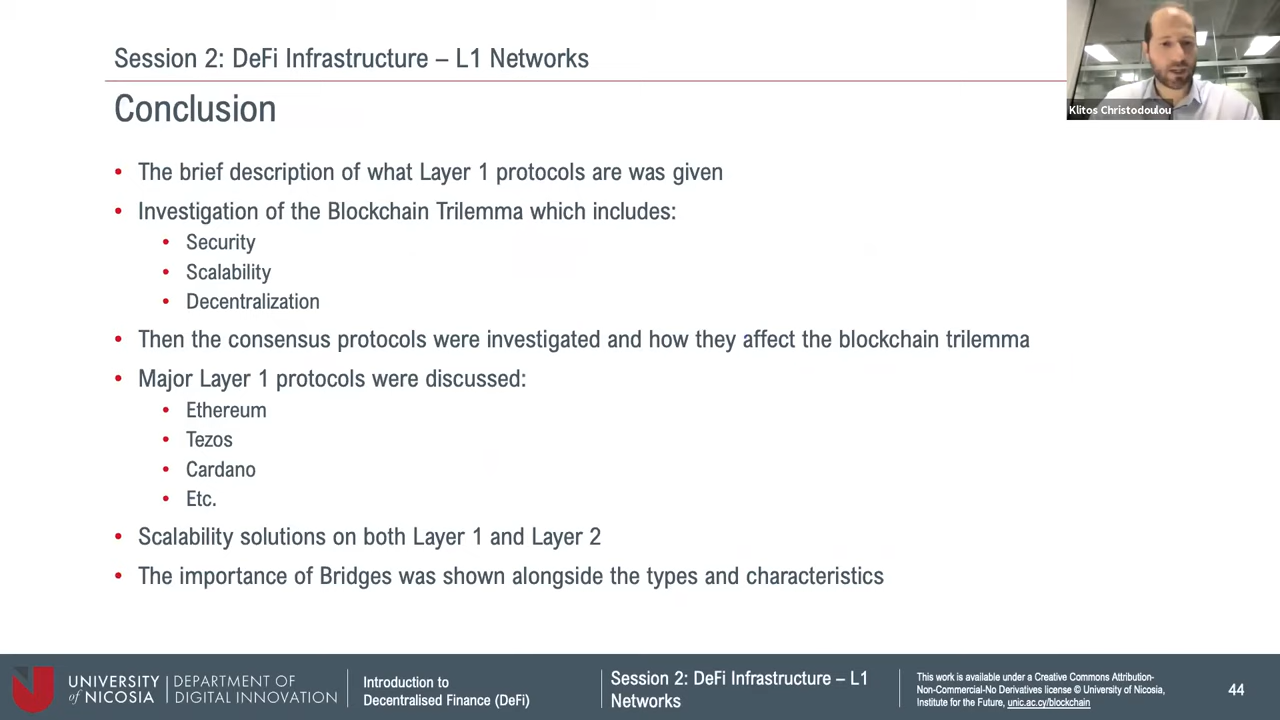 Session 2: DeFi Infrastructure – L1 Networks
Klitos Christodoulou
Conclusion
• The brief description of what Layer 1 protocols are was given
• Investigation of the Blockchain Trilemma which includes:
• Security
• Scalability
• Decentralization
• Then the consensus protocols were investigated and how they affect the blockchain trilemma
• Major Layer 1 protocols were discussed:
• Ethereum
• Tezos
• Cardano
• Etc.
• Scalability solutions on both Layer 1 and Layer 2
• The importance of Bridges was shown alongside the types and characteristics
UNIVERSITY
of NICOSIA
DEPARTMENT OF
DIGITAL INNOVATION
Introduction to
Decentralised Finance (DeFi)
Session 2: DeFi Infrastructure – L1
Networks
This work is available under a Creative Commons Attribution-
Non-Commercial-No Derivatives license © University of Nicosia,
Institute for the Future, unic.ac.cy/blockchain
44